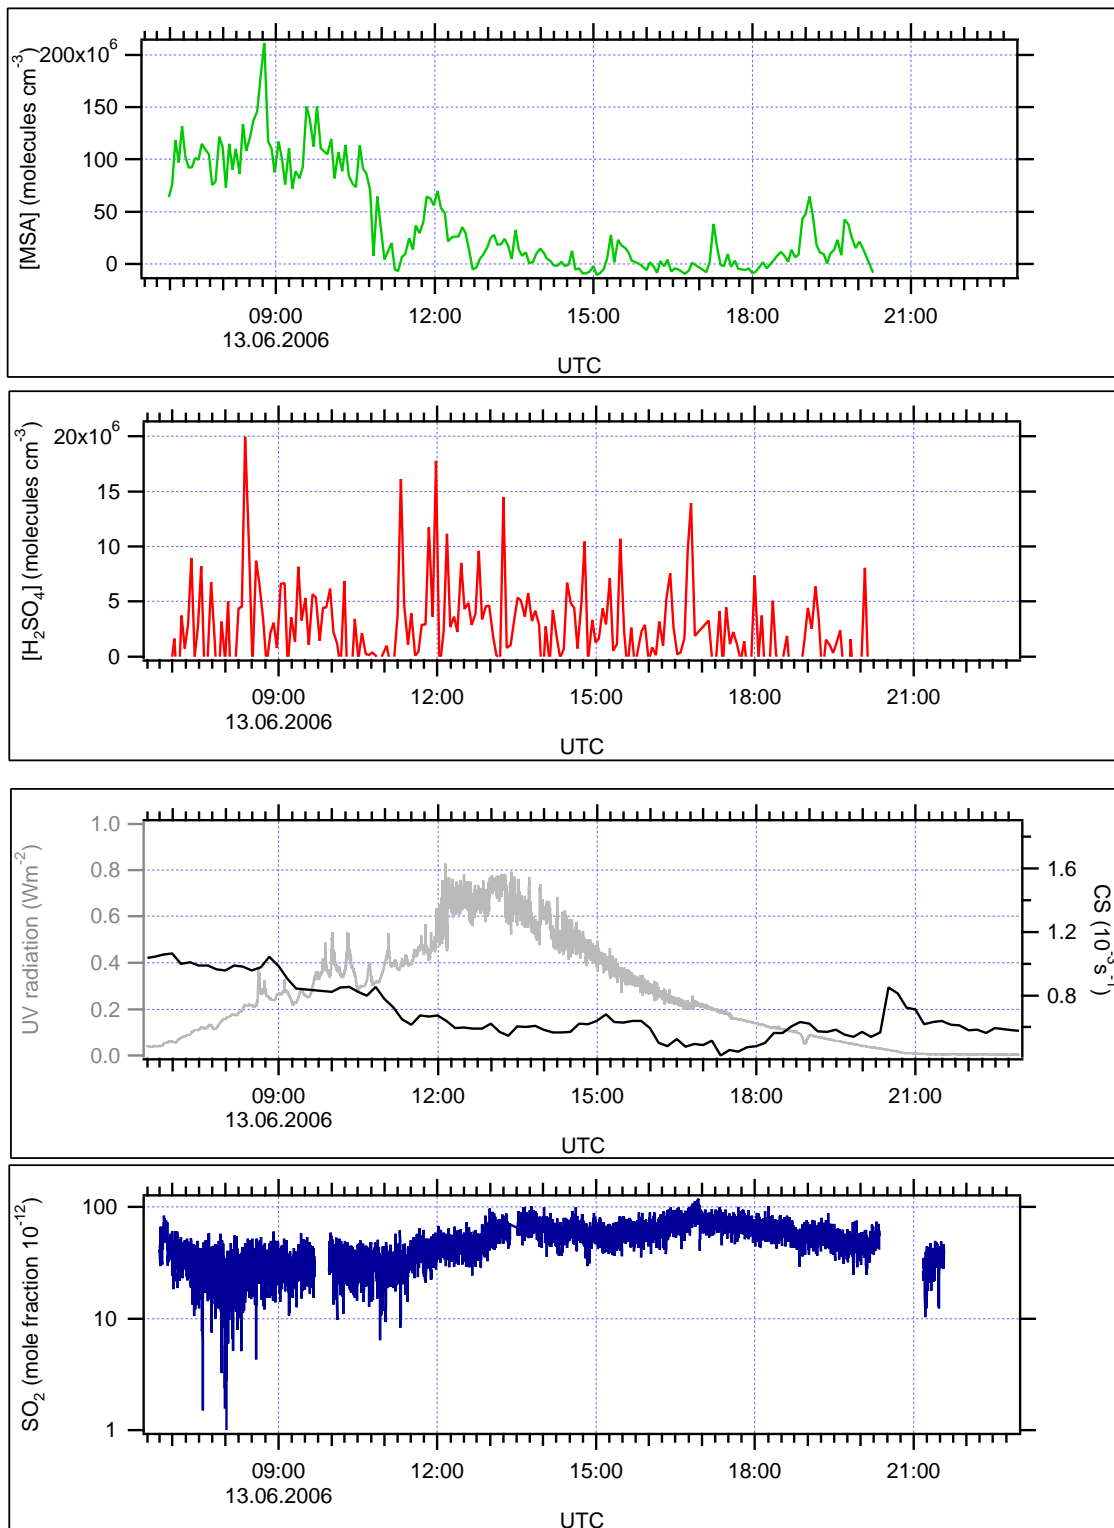 [MSA] (molecules cm⁻³)
200x10⁶
150
100
50
0
09:00 12:00 15:00 18:00 21:00
13.06.2006
UTC
[H₂SO₄] (molecules cm⁻³)
20x10⁶
15
10
5
0
09:00 12:00 15:00 18:00 21:00
13.06.2006
UTC
UV radiation (Wm⁻²)
1.0
0.8
0.6
0.4
0.2
0.0
1.6
1.2
0.8
CS (10⁻³s⁻¹)
09:00 12:00 15:00 18:00 21:00
13.06.2006
UTC
SO₂ (mole fraction 10⁻¹²)
100
10
1
09:00 12:00 15:00 18:00 21:00
13.06.2006
UTC